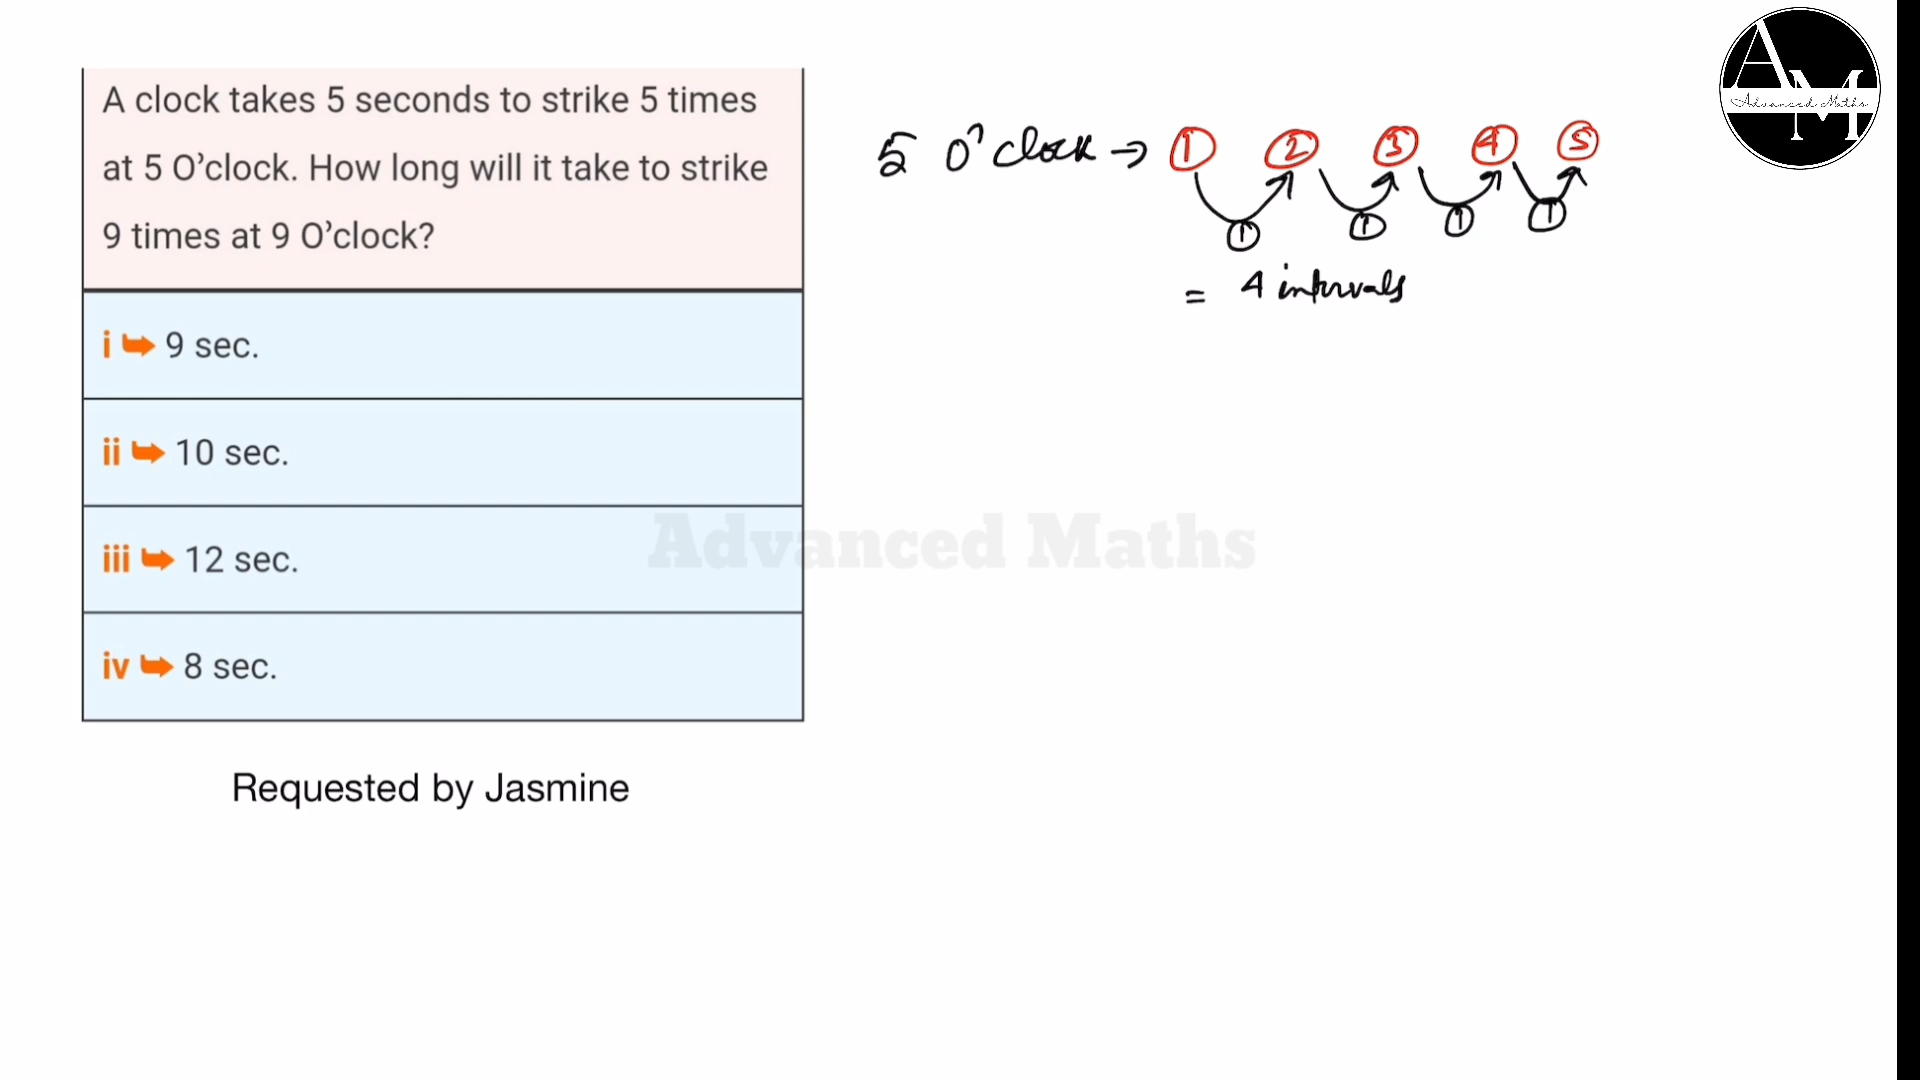 A clock takes 5 seconds to strike 5 times
at 5 O’clock. How long will it take to strike
9 times at 9 O’clock?
i ➥ 9 sec.
ii ➥ 10 sec.
iii ➥ 12 sec.
iv ➥ 8 sec.
Requested by Jasmine
5 O' clock → ① ② ③ ④ ⑤
① ① ① ①
= 4 intervals
AM
Advanced Maths
Advanced Maths